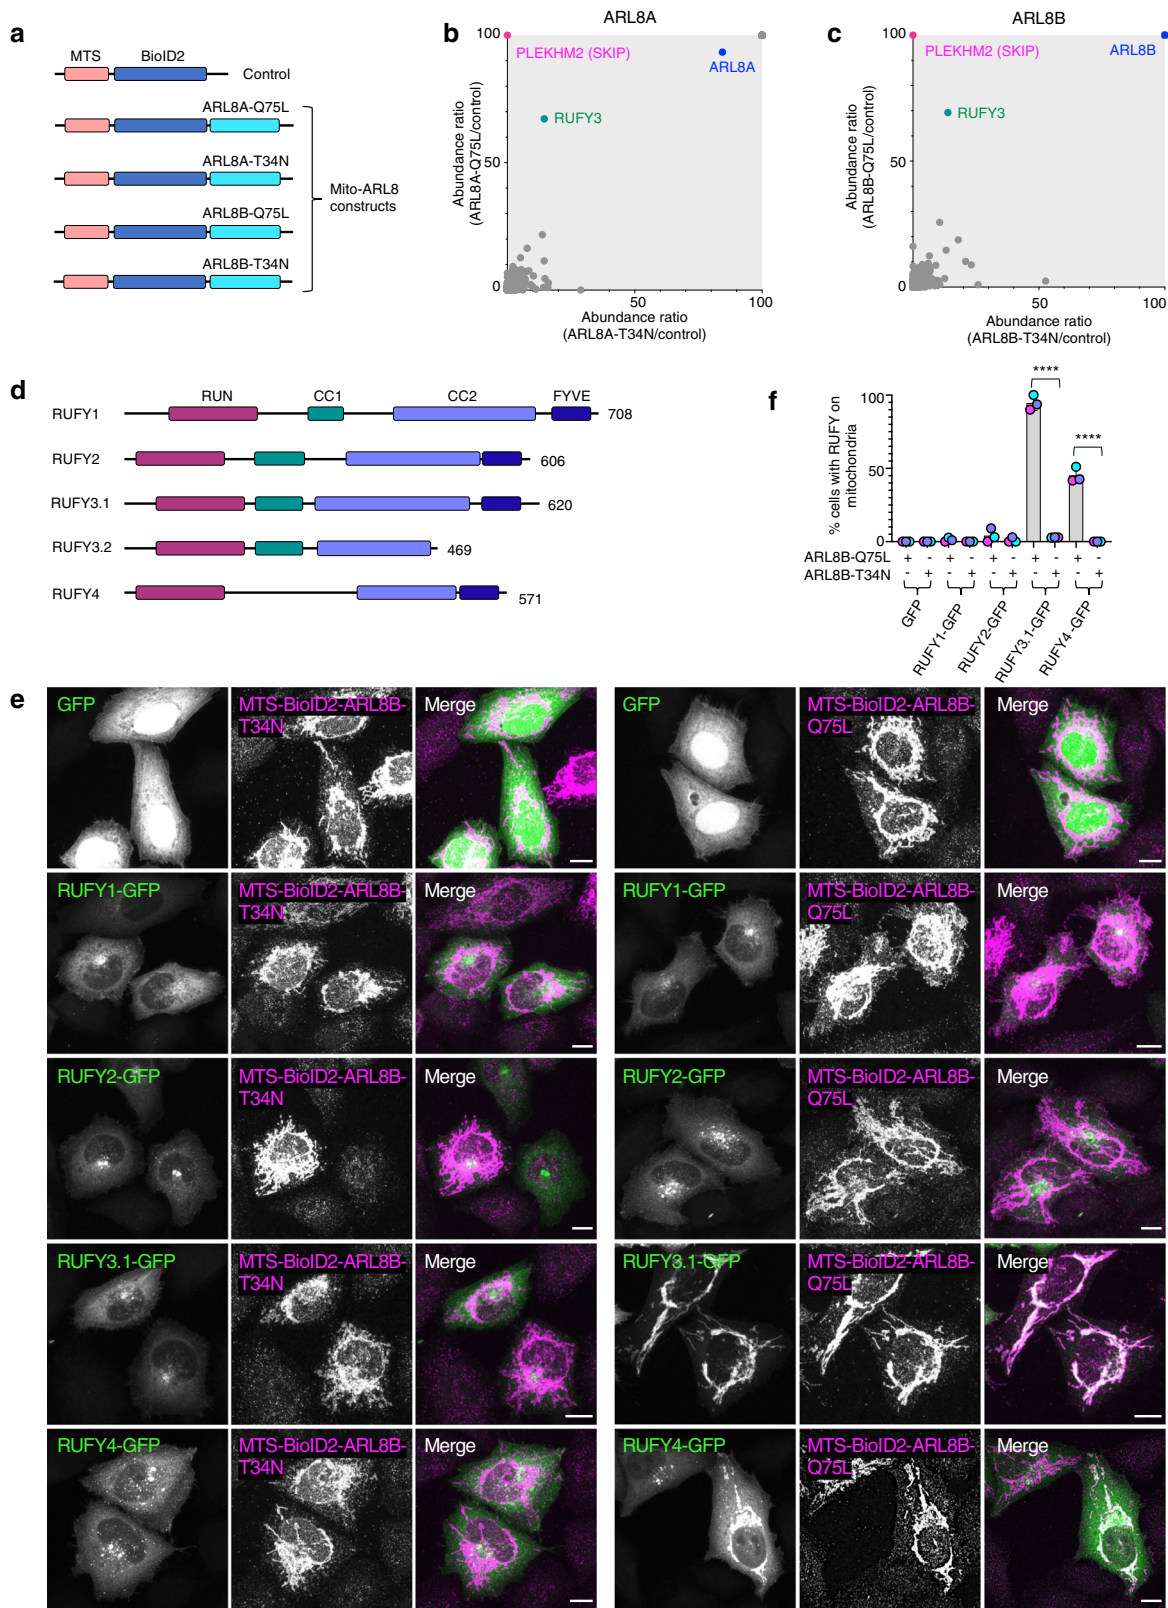 a
MTS
BioID2
Control
ARL8A-Q75L
ARL8A-T34N
ARL8B-Q75L
ARL8B-T34N
Mito-ARL8
constructs
b
ARL8A
100
50
0
PLEKHM2 (SKIP)
ARL8A
RUFY3
Abundance ratio
(ARL8A-Q75L/control)
50
100
Abundance ratio
(ARL8A-T34N/control)
c
ARL8B
100
50
0
PLEKHM2 (SKIP)
ARL8B
RUFY3
Abundance ratio
(ARL8B-Q75L/control)
50
100
Abundance ratio
(ARL8B-T34N/control)
d
RUN
CC1
CC2
FYVE
RUFY1
708
RUFY2
606
RUFY3.1
620
RUFY3.2
469
RUFY4
571
f
% cells with RUFY on
mitochondria
100
50
0
****
****
ARL8B-Q75L + - + - + - + - + -
ARL8B-T34N - + - + - + - + - +
GFP
RUFY1-GFP
RUFY2-GFP
RUFY3.1-GFP
RUFY4-GFP
e
GFP
MTS-BioID2-ARL8B-
T34N
Merge
GFP
MTS-BioID2-ARL8B-
Q75L
Merge
RUFY1-GFP
MTS-BioID2-ARL8B-
T34N
Merge
RUFY1-GFP
MTS-BioID2-ARL8B-
Q75L
Merge
RUFY2-GFP
MTS-BioID2-ARL8B-
T34N
Merge
RUFY2-GFP
MTS-BioID2-ARL8B-
Q75L
Merge
RUFY3.1-GFP
MTS-BioID2-ARL8B-
T34N
Merge
RUFY3.1-GFP
MTS-BioID2-ARL8B-
Q75L
Merge
RUFY4-GFP
MTS-BioID2-ARL8B-
T34N
Merge
RUFY4-GFP
MTS-BioID2-ARL8B-
Q75L
Merge